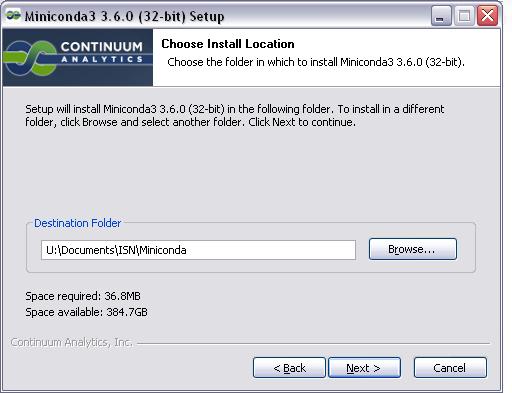 Miniconda3 3.6.0 (32-bit) Setup
CONTINUUM
ANALYTICS
Choose Install Location
Choose the folder in which to install Miniconda3 3.6.0 (32-bit).
Setup will install Miniconda3 3.6.0 (32-bit) in the following folder. To install in a different
folder, click Browse and select another folder. Click Next to continue.
Destination Folder
U:\Documents\ISN\Miniconda
Browse...
Space required: 36.8MB
Space available: 384.7GB
Continuum Analytics, Inc.
< Back
Next >
Cancel